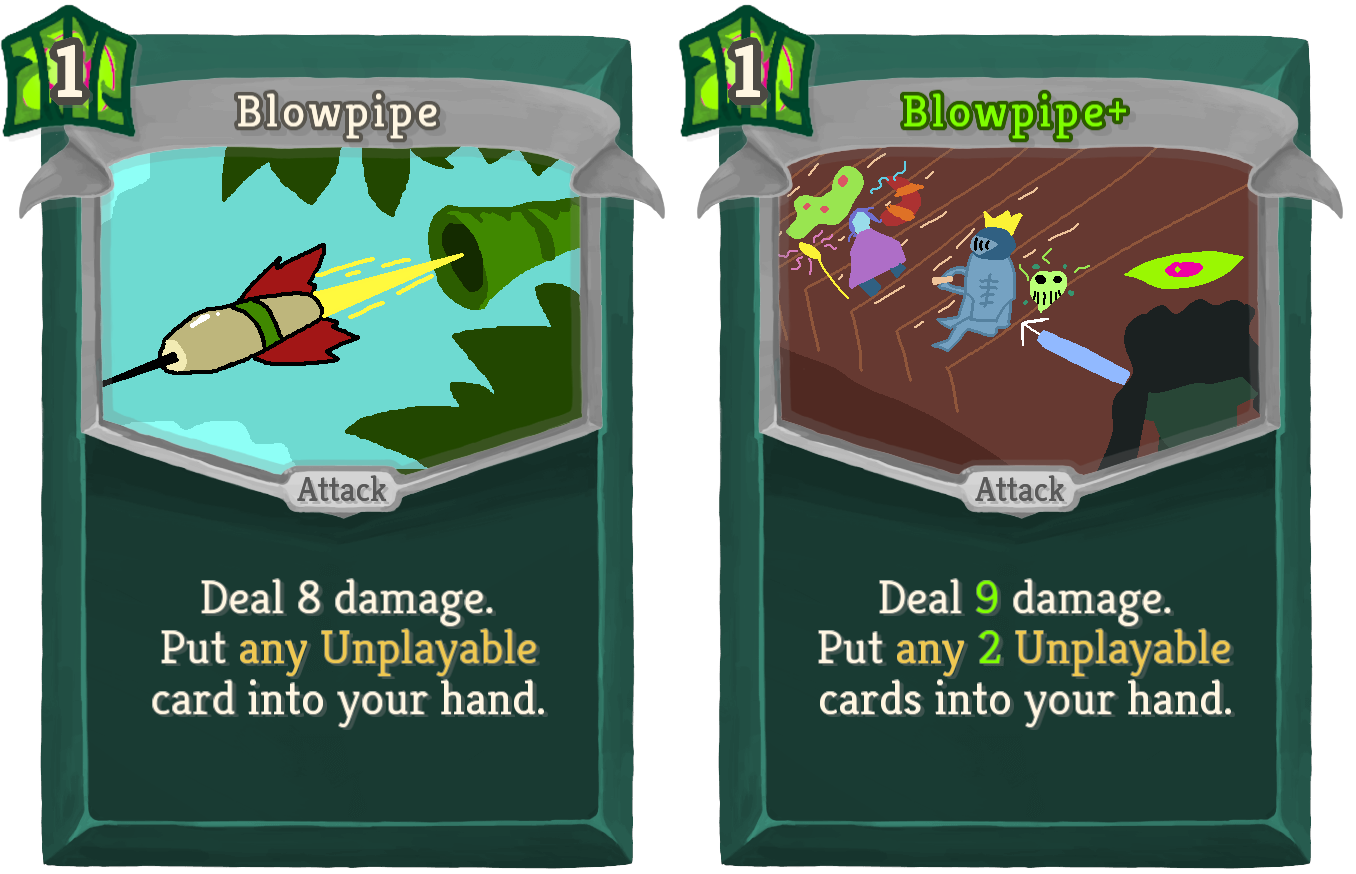 1
Blowpipe
Attack
Deal 8 damage.
Put any Unplayable
card into your hand.
1
Blowpipe+
Attack
Deal 9 damage.
Put any 2 Unplayable
cards into your hand.